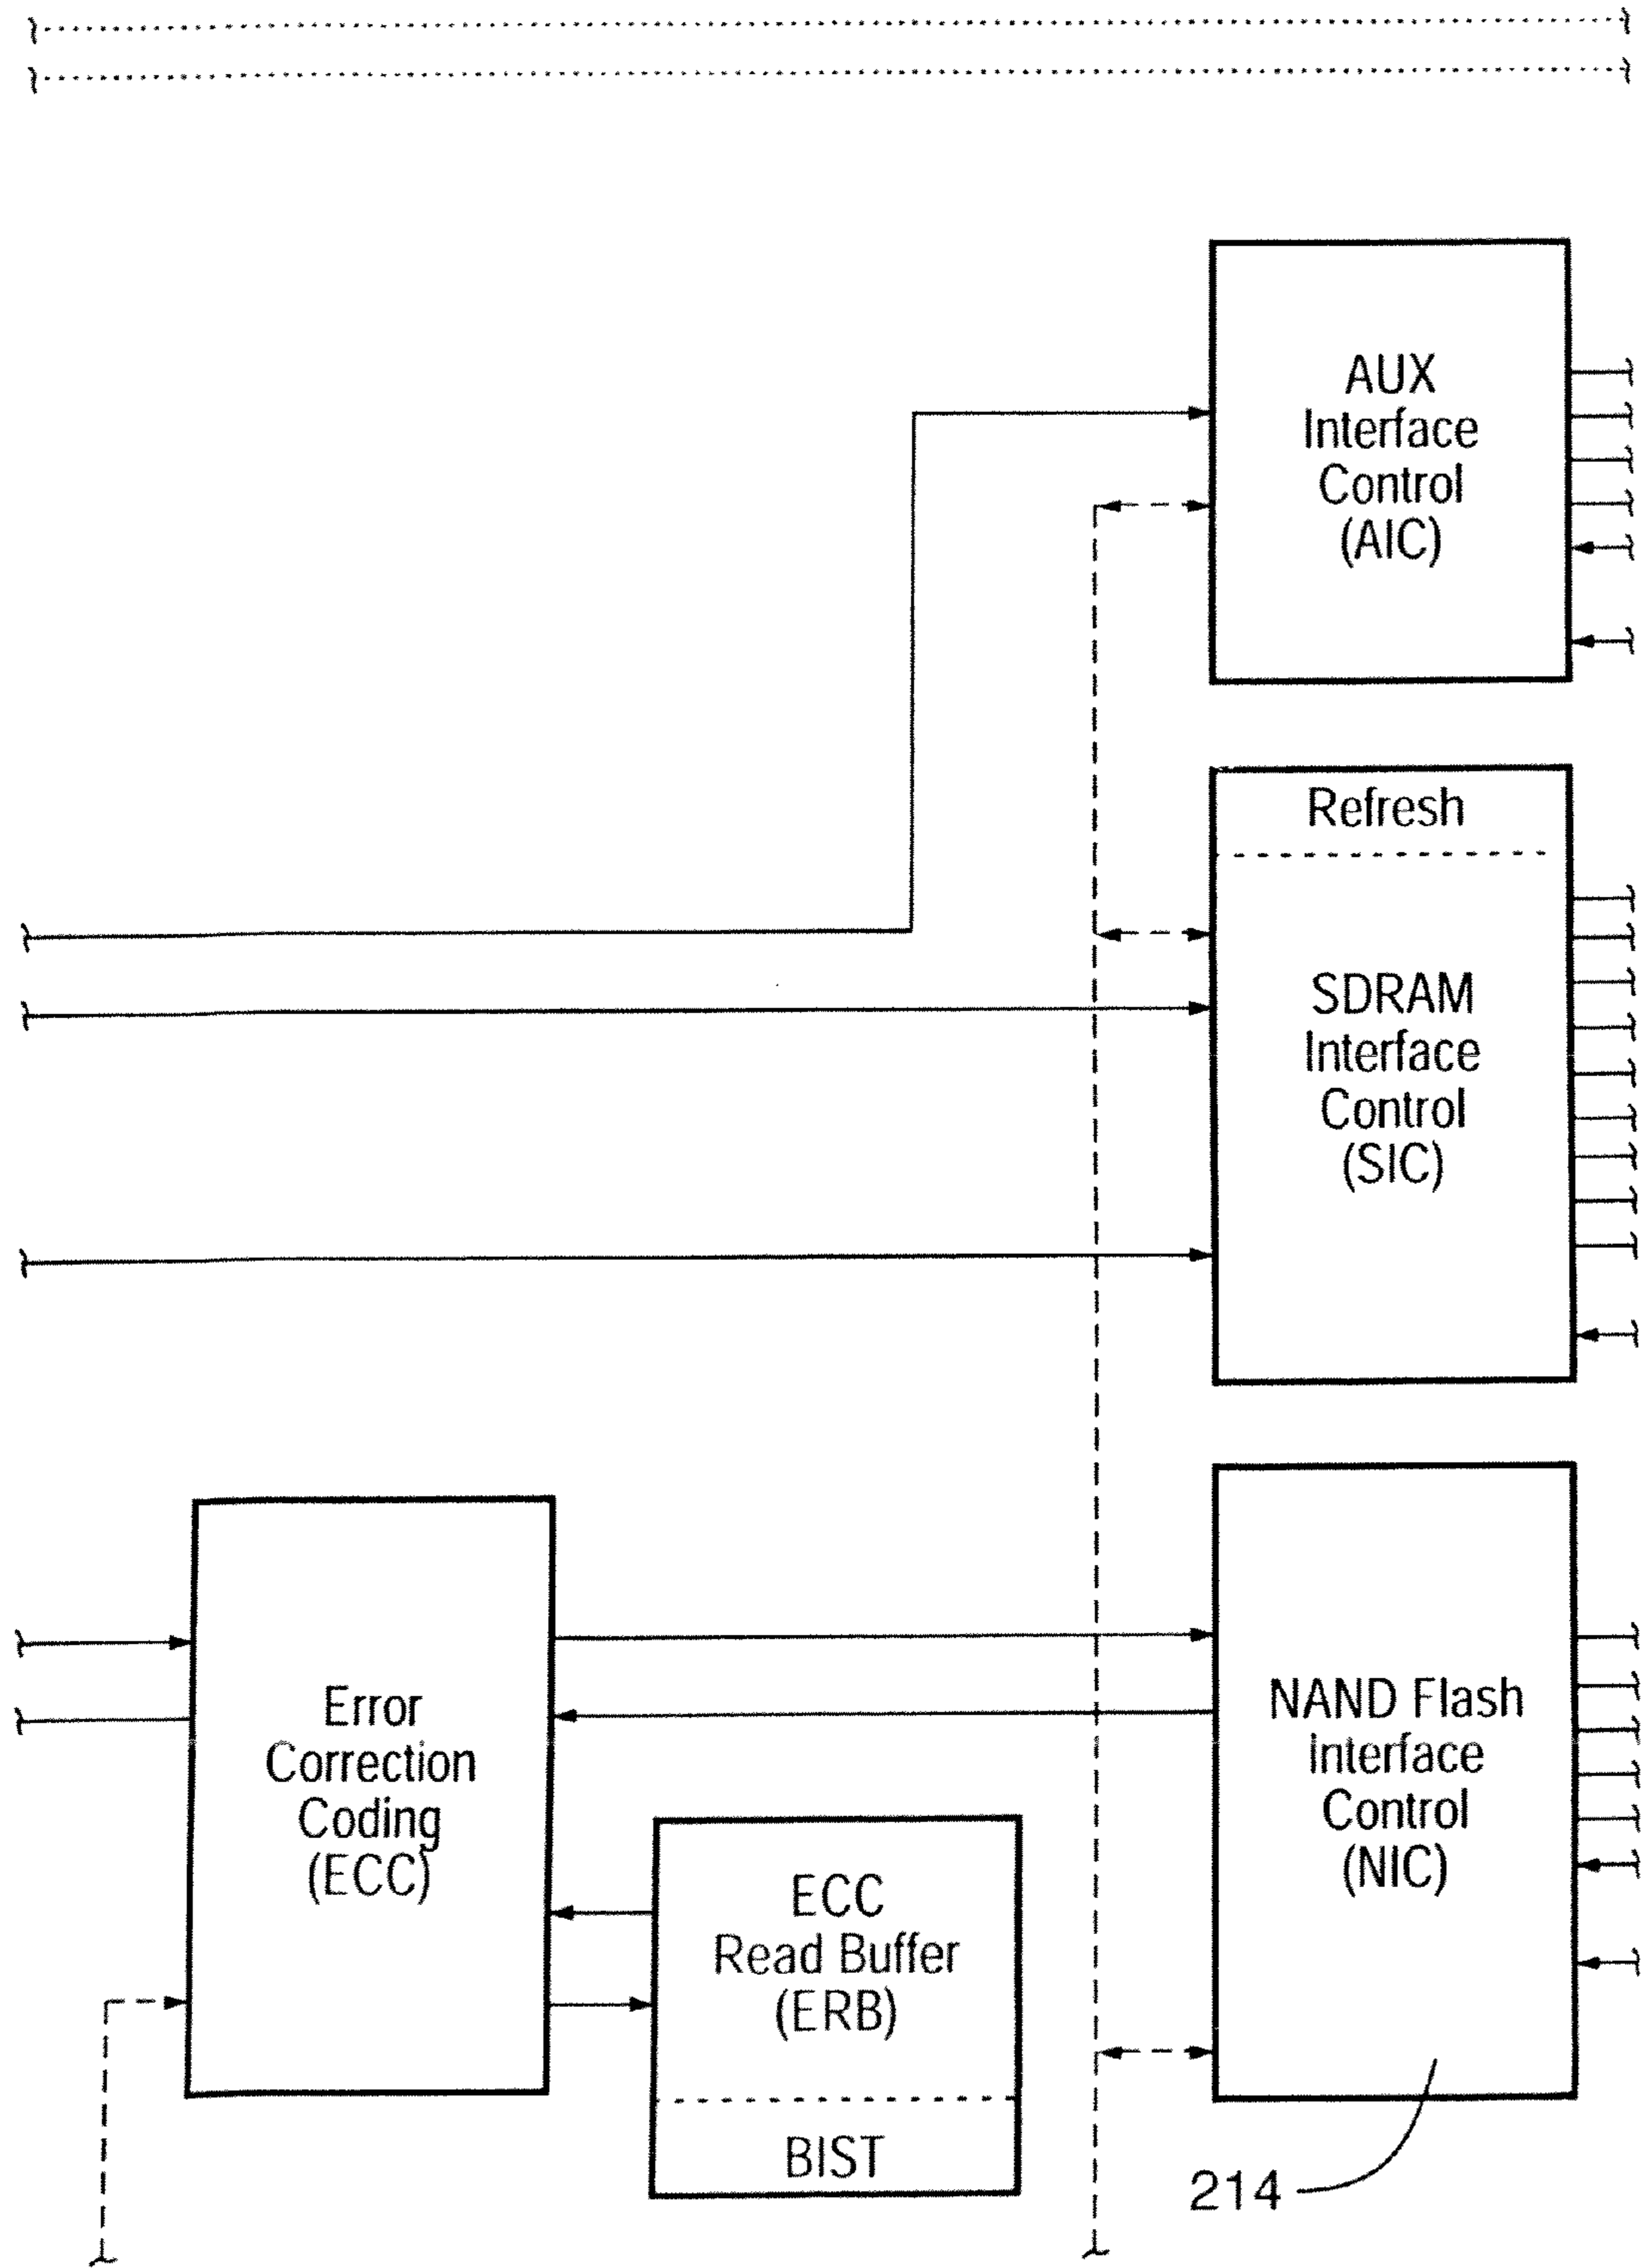 AUX
Interface
Control
(AIC)
Refresh
SDRAM
Interface
Control
(SIC)
Error
Correction
Coding
(ECC)
ECC
Read Buffer
(ERB)
BIST
NAND Flash
Interface
Control
(NIC)
214